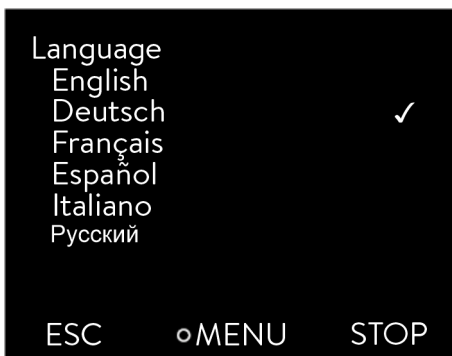 Language
English
Deutsch ✓
Français
Español
Italiano
Русский
ESC MENU STOP